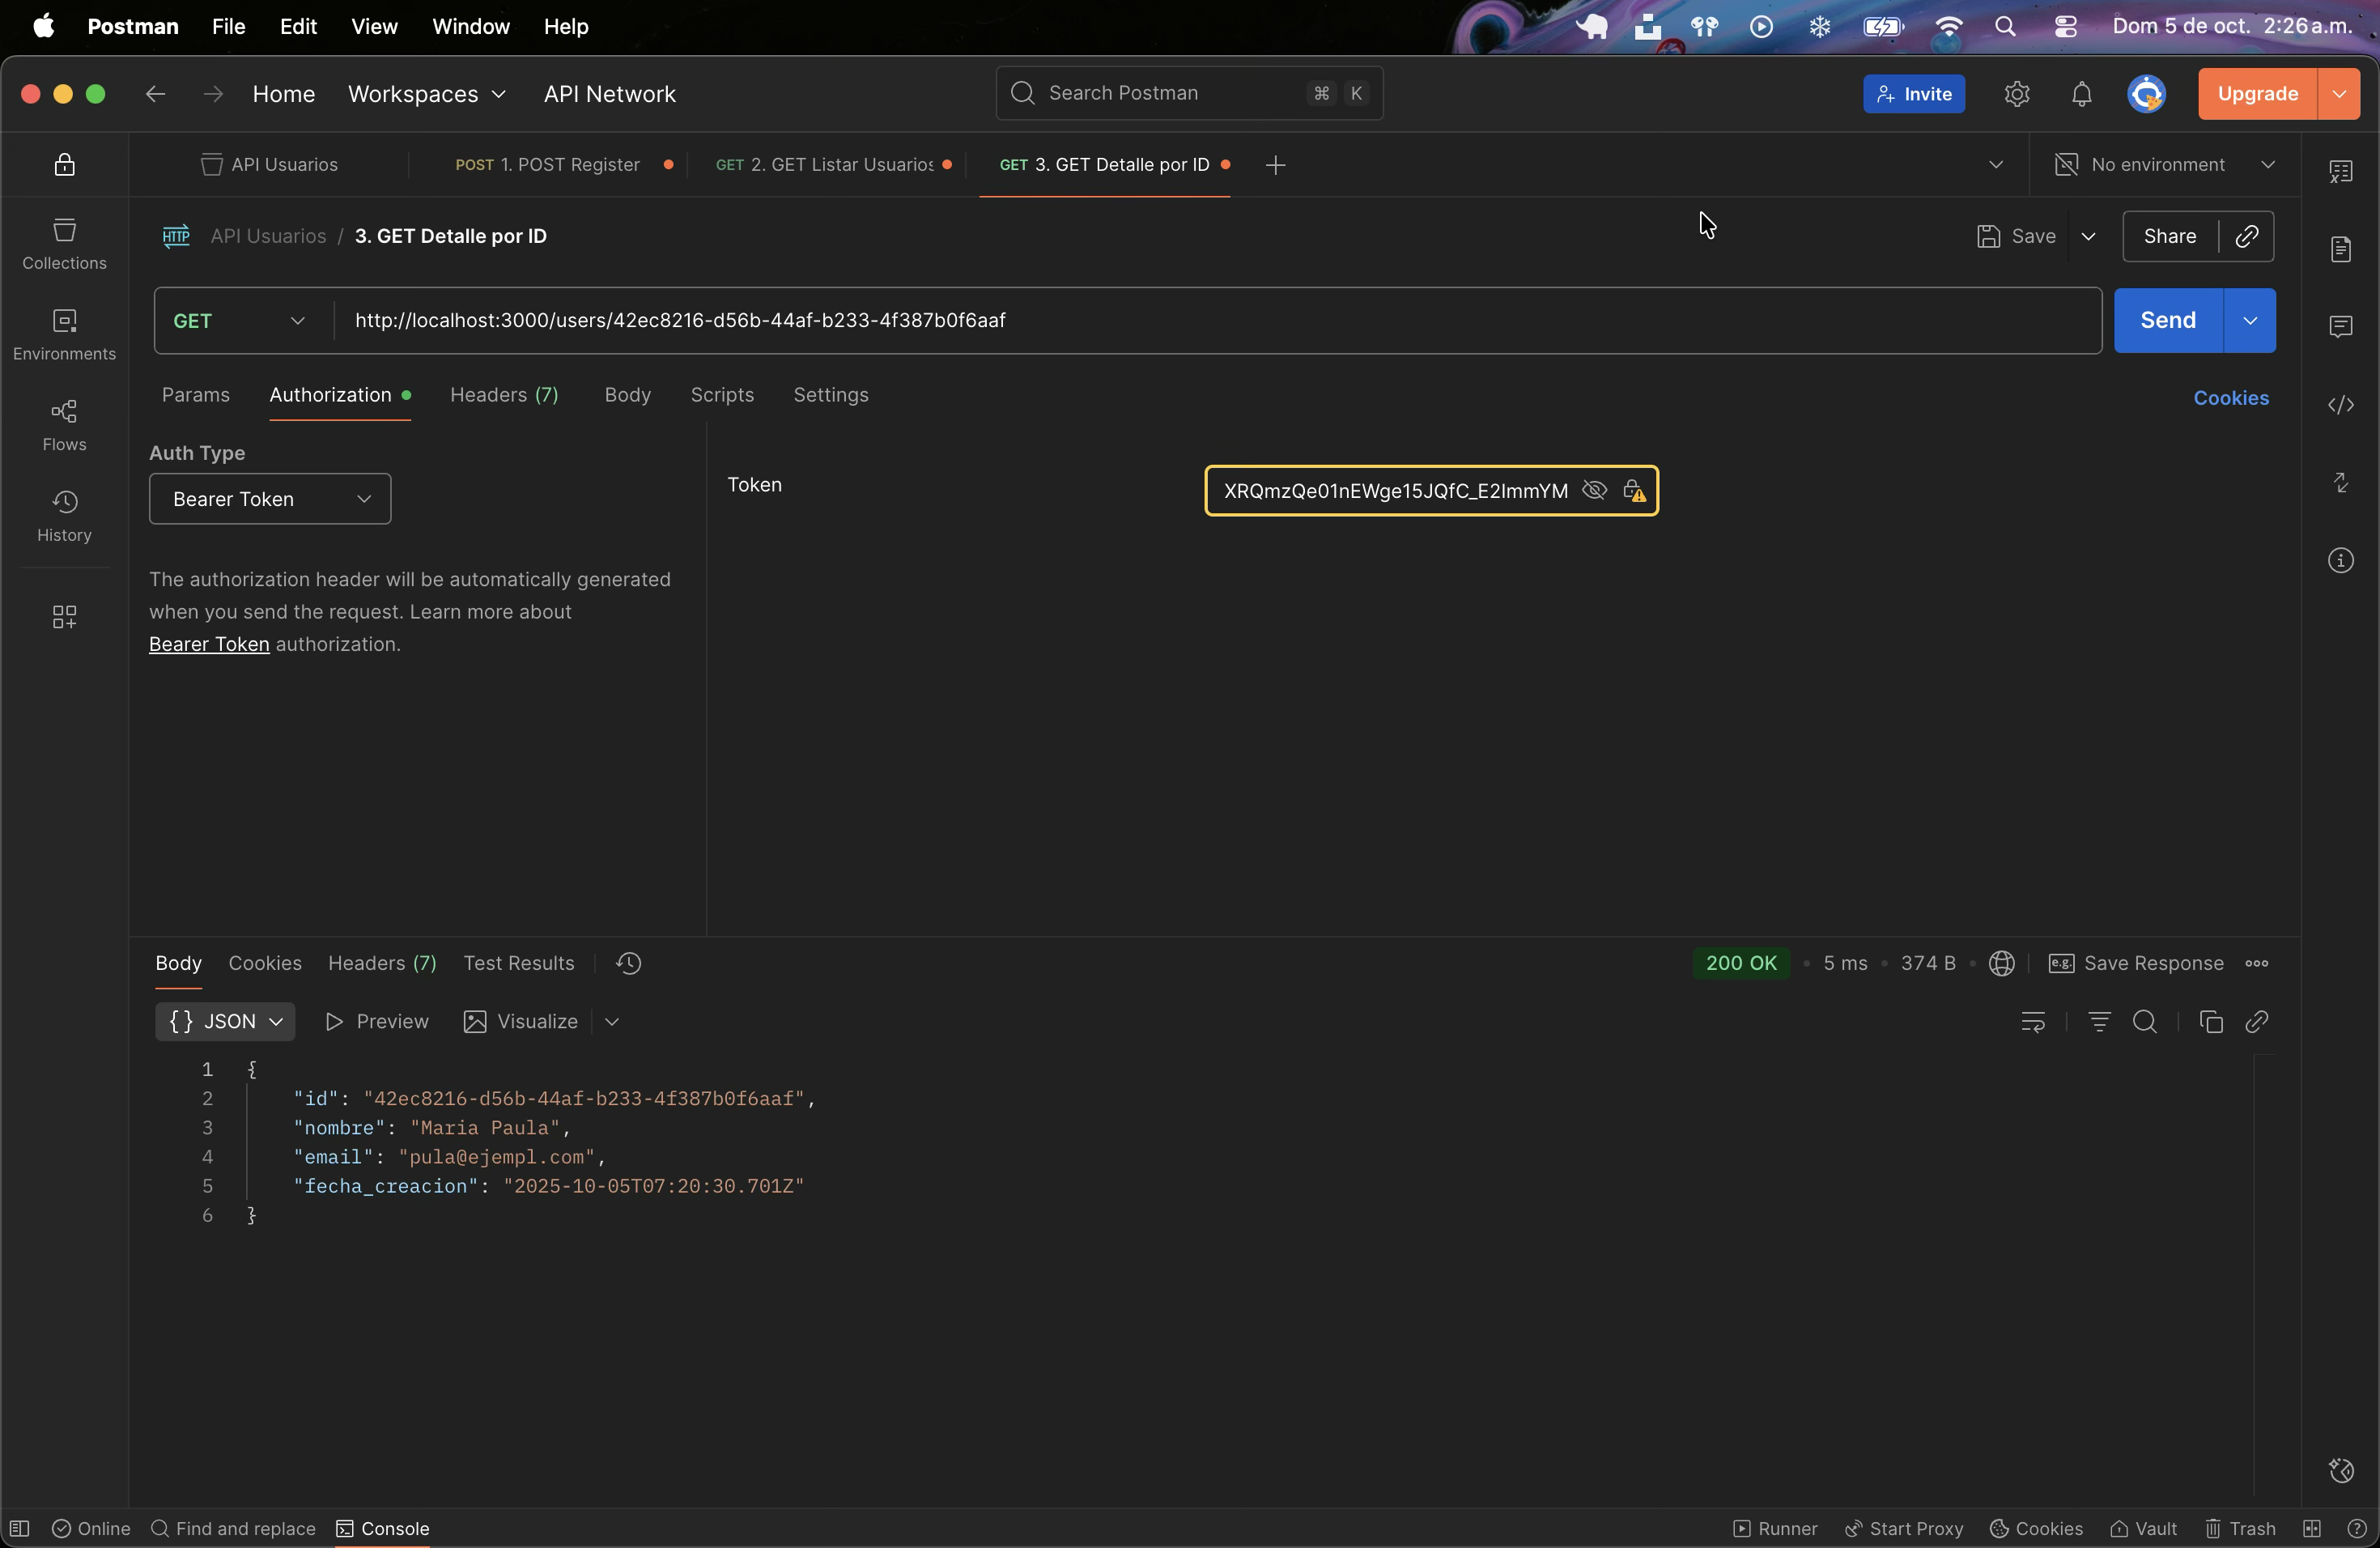 Postman File Edit View Window Help Dom 5 de oct. 2:26 a.m.
Home Workspaces API Network Search Postman ⌘ K Invite Upgrade
API Usuarios POST 1. POST Register GET 2. GET Listar Usuarios GET 3. GET Detalle por ID No environment
HTTP API Usuarios / 3. GET Detalle por ID Save Share
Collections
Environments
Flows
History
GET http://localhost:3000/users/42ec8216-d56b-44af-b233-4f387b0f6aaf Send
Params Authorization Headers (7) Body Scripts Settings Cookies
Auth Type
Bearer Token
Token XRQmzQe01nEWge15JQfC_E2ImmYM
The authorization header will be automatically generated
when you send the request. Learn more about
Bearer Token authorization.
Body Cookies Headers (7) Test Results 200 OK • 5 ms • 374 B • e.g. Save Response
{} JSON Preview Visualize
1 {
2 "id": "42ec8216-d56b-44af-b233-4f387b0f6aaf",
3 "nombre": "Maria Paula",
4 "email": "pula@ejempl.com",
5 "fecha_creacion": "2025-10-05T07:20:30.701Z"
6 }
Online Find and replace Console Runner Start Proxy Cookies Vault Trash